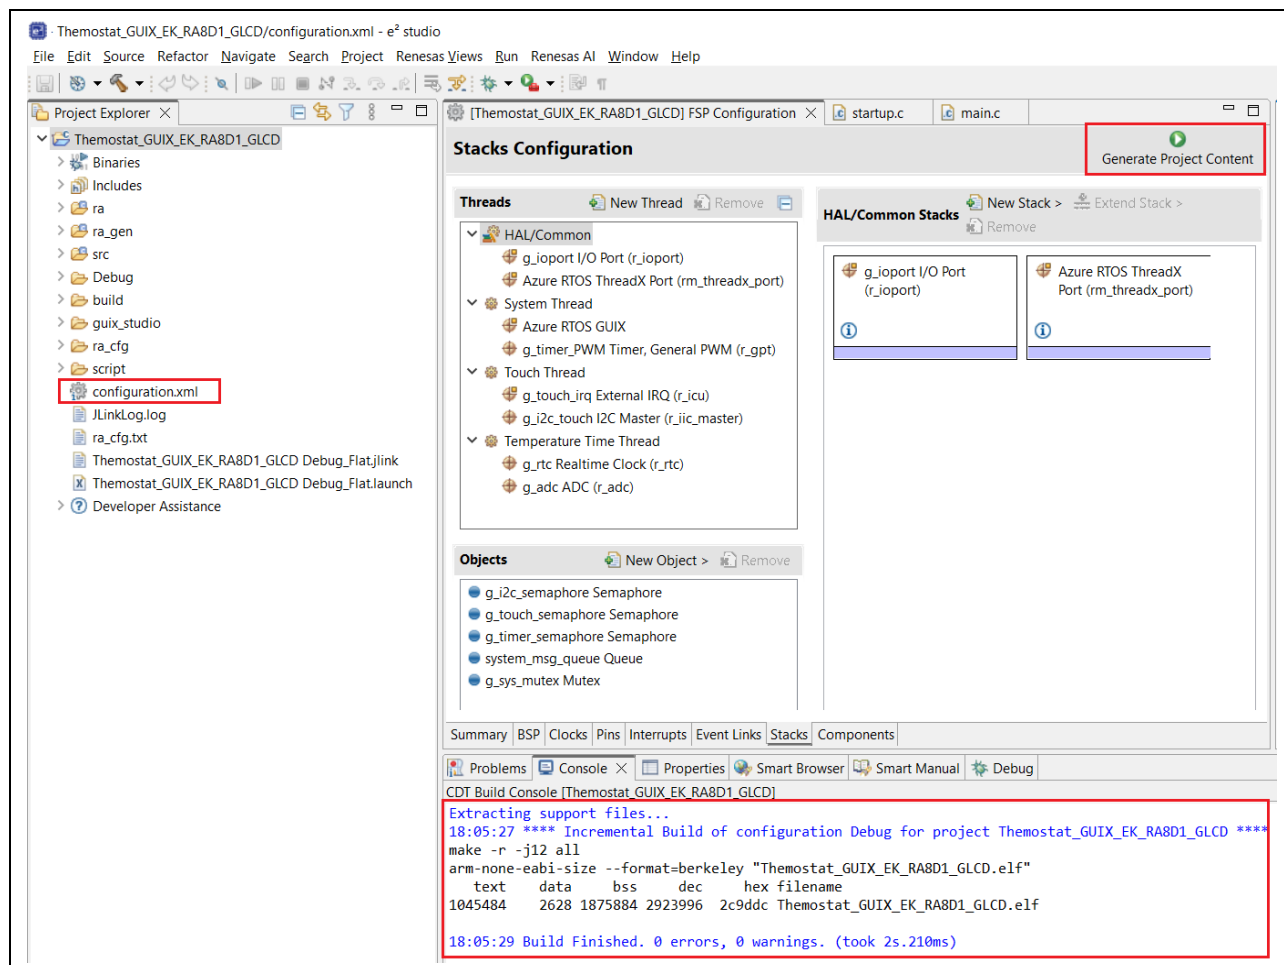 Themostat_GUIX_EK_RA8D1_GLCD/configuration.xml - e² studio
File Edit Source Refactor Navigate Search Project Renesas Views Run Renesas AI Window Help
Project Explorer
Themostat_GUIX_EK_RA8D1_GLCD
Binaries
Includes
ra
ra_gen
src
Debug
build
guix_studio
ra_cfg
script
configuration.xml
JLinkLog.log
ra_cfg.txt
Themostat_GUIX_EK_RA8D1_GLCD Debug_Flat.jlink
Themostat_GUIX_EK_RA8D1_GLCD Debug_Flat.launch
Developer Assistance
[Themostat_GUIX_EK_RA8D1_GLCD] FSP Configuration startup.c main.c
Stacks Configuration
Generate Project Content
Threads New Thread Remove
HAL/Common
g_ioport I/O Port (r_ioport)
Azure RTOS ThreadX Port (rm_threadx_port)
System Thread
Azure RTOS GUIX
g_timer_PWM Timer, General PWM (r_gpt)
Touch Thread
g_touch_irq External IRQ (r_icu)
g_i2c_touch I2C Master (r_iic_master)
Temperature Time Thread
g_rtc Realtime Clock (r_rtc)
g_adc ADC (r_adc)
Objects New Object > Remove
g_i2c_semaphore Semaphore
g_touch_semaphore Semaphore
g_timer_semaphore Semaphore
system_msg_queue Queue
g_sys_mutex Mutex
HAL/Common Stacks New Stack > Extend Stack >
Remove
g_ioport I/O Port
(r_ioport)
Azure RTOS ThreadX
Port (rm_threadx_port)
Summary BSP Clocks Pins Interrupts Event Links Stacks Components
Problems Console Properties Smart Browser Smart Manual Debug
CDT Build Console [Themostat_GUIX_EK_RA8D1_GLCD]
Extracting support files...
18:05:27 **** Incremental Build of configuration Debug for project Themostat_GUIX_EK_RA8D1_GLCD ****
make -r -j12 all
arm-none-eabi-size --format=berkeley "Themostat_GUIX_EK_RA8D1_GLCD.elf"
text data bss dec hex filename
1045484 2628 1875884 2923996 2c9ddc Themostat_GUIX_EK_RA8D1_GLCD.elf
18:05:29 Build Finished. 0 errors, 0 warnings. (took 2s.210ms)